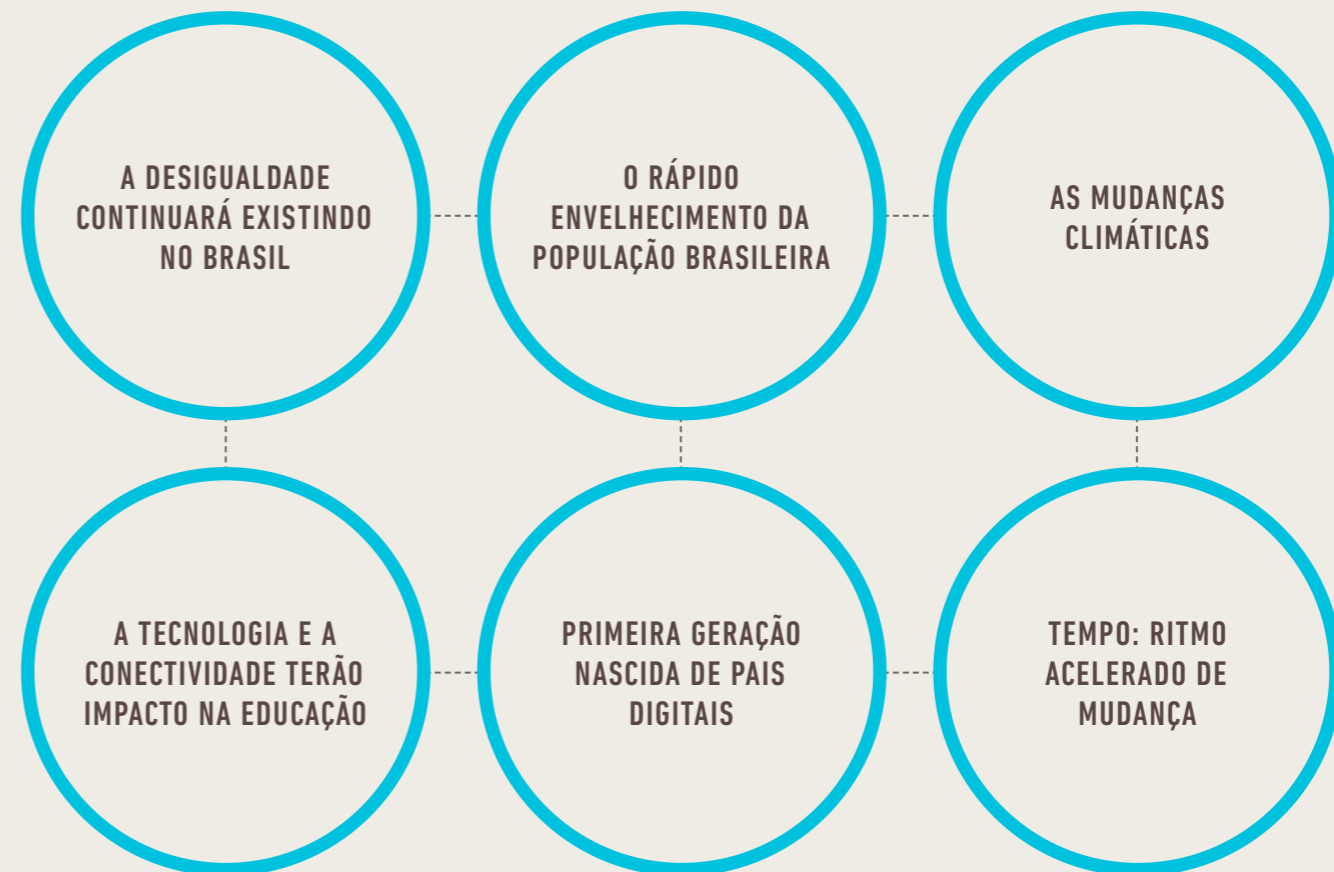 A DESIGUALDADE
CONTINUARÁ EXISTINDO
NO BRASIL
O RÁPIDO
ENVELHECIMENTO DA
POPULAÇÃO BRASILEIRA
AS MUDANÇAS
CLIMÁTICAS
A TECNOLOGIA E A
CONECTIVIDADE TERÃO
IMPACTO NA EDUCAÇÃO
PRIMEIRA GERAÇÃO
NASCIDA DE PAIS
DIGITAIS
TEMPO: RITMO
ACELERADO DE
MUDANÇA